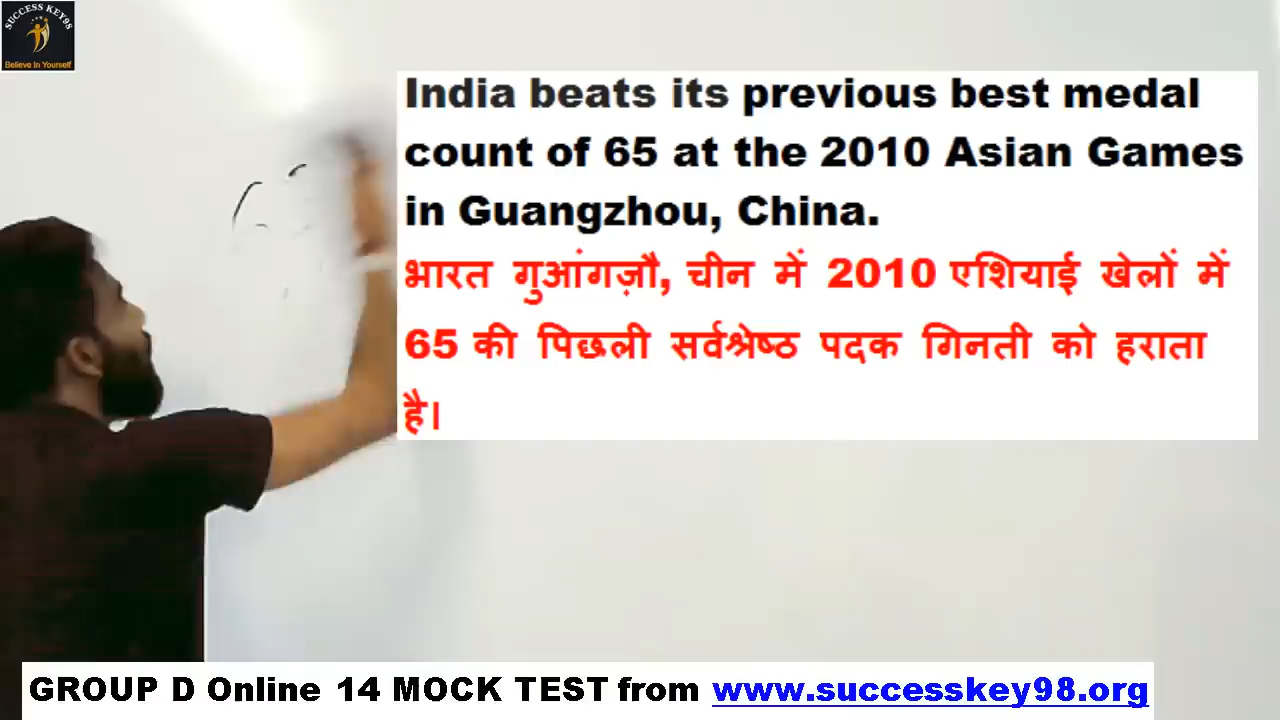 SUCCESS KEY98
Believe In Yourself
India beats its previous best medal
count of 65 at the 2010 Asian Games
in Guangzhou, China.
भारत गुआंगज़ौ, चीन में 2010 एशियाई खेलों में
65 की पिछली सर्वश्रेष्ठ पदक गिनती को हराता
है।
GROUP D Online 14 MOCK TEST from www.successkey98.org